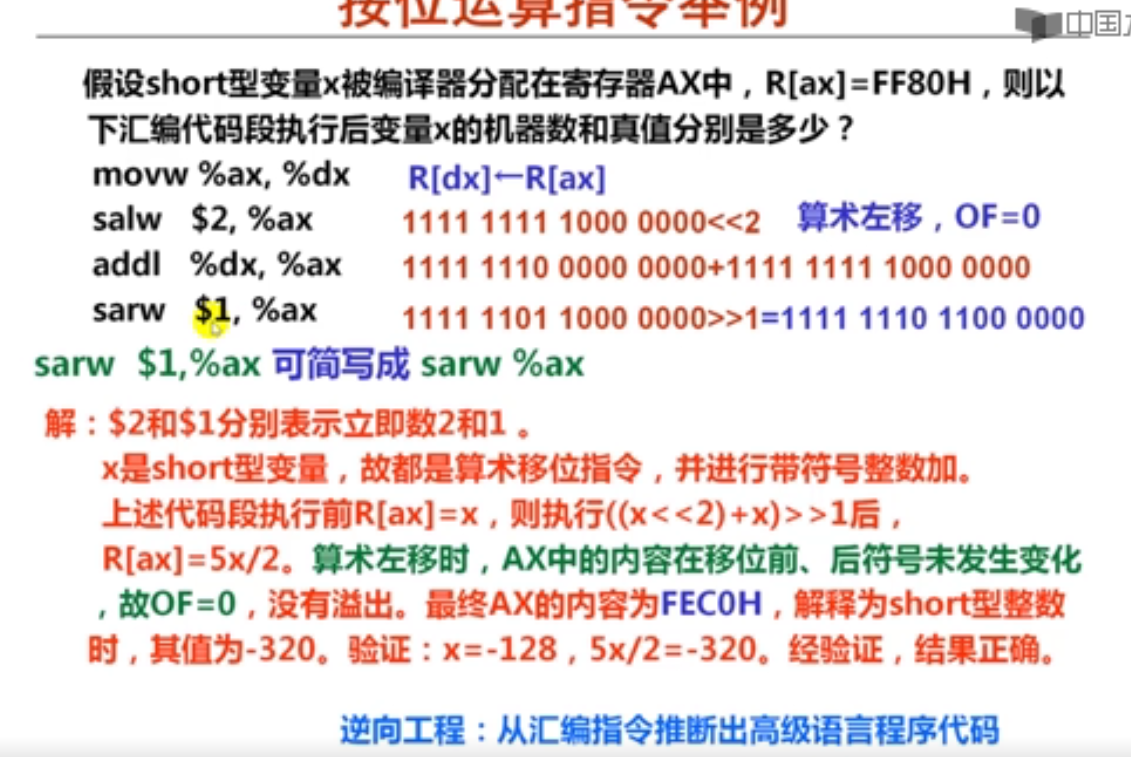 按位运算指令举例
中国
假设short型变量x被编译器分配在寄存器AX中，R[ax]=FF80H，则以
下汇编代码段执行后变量x的机器数和真值分别是多少？
movw %ax, %dx R[dx]←R[ax]
salw $2, %ax 1111 1111 1000 0000<<2 算术左移，OF=0
addl %dx, %ax 1111 1110 0000 0000+1111 1111 1000 0000
sarw $1, %ax 1111 1101 1000 0000>>1=1111 1110 1100 0000
sarw $1,%ax 可简写成 sarw %ax
解：$2和$1分别表示立即数2和1 。
x是short型变量，故都是算术移位指令，并进行带符号整数加。
上述代码段执行前R[ax]=x，则执行((x<<2)+x)>>1后，
R[ax]=5x/2。算术左移时，AX中的内容在移位前、后符号未发生变化
，故OF=0，没有溢出。最终AX的内容为FEC0H，解释为short型整数
时，其值为-320。验证：x=-128，5x/2=-320。经验证，结果正确。
逆向工程：从汇编指令推断出高级语言程序代码